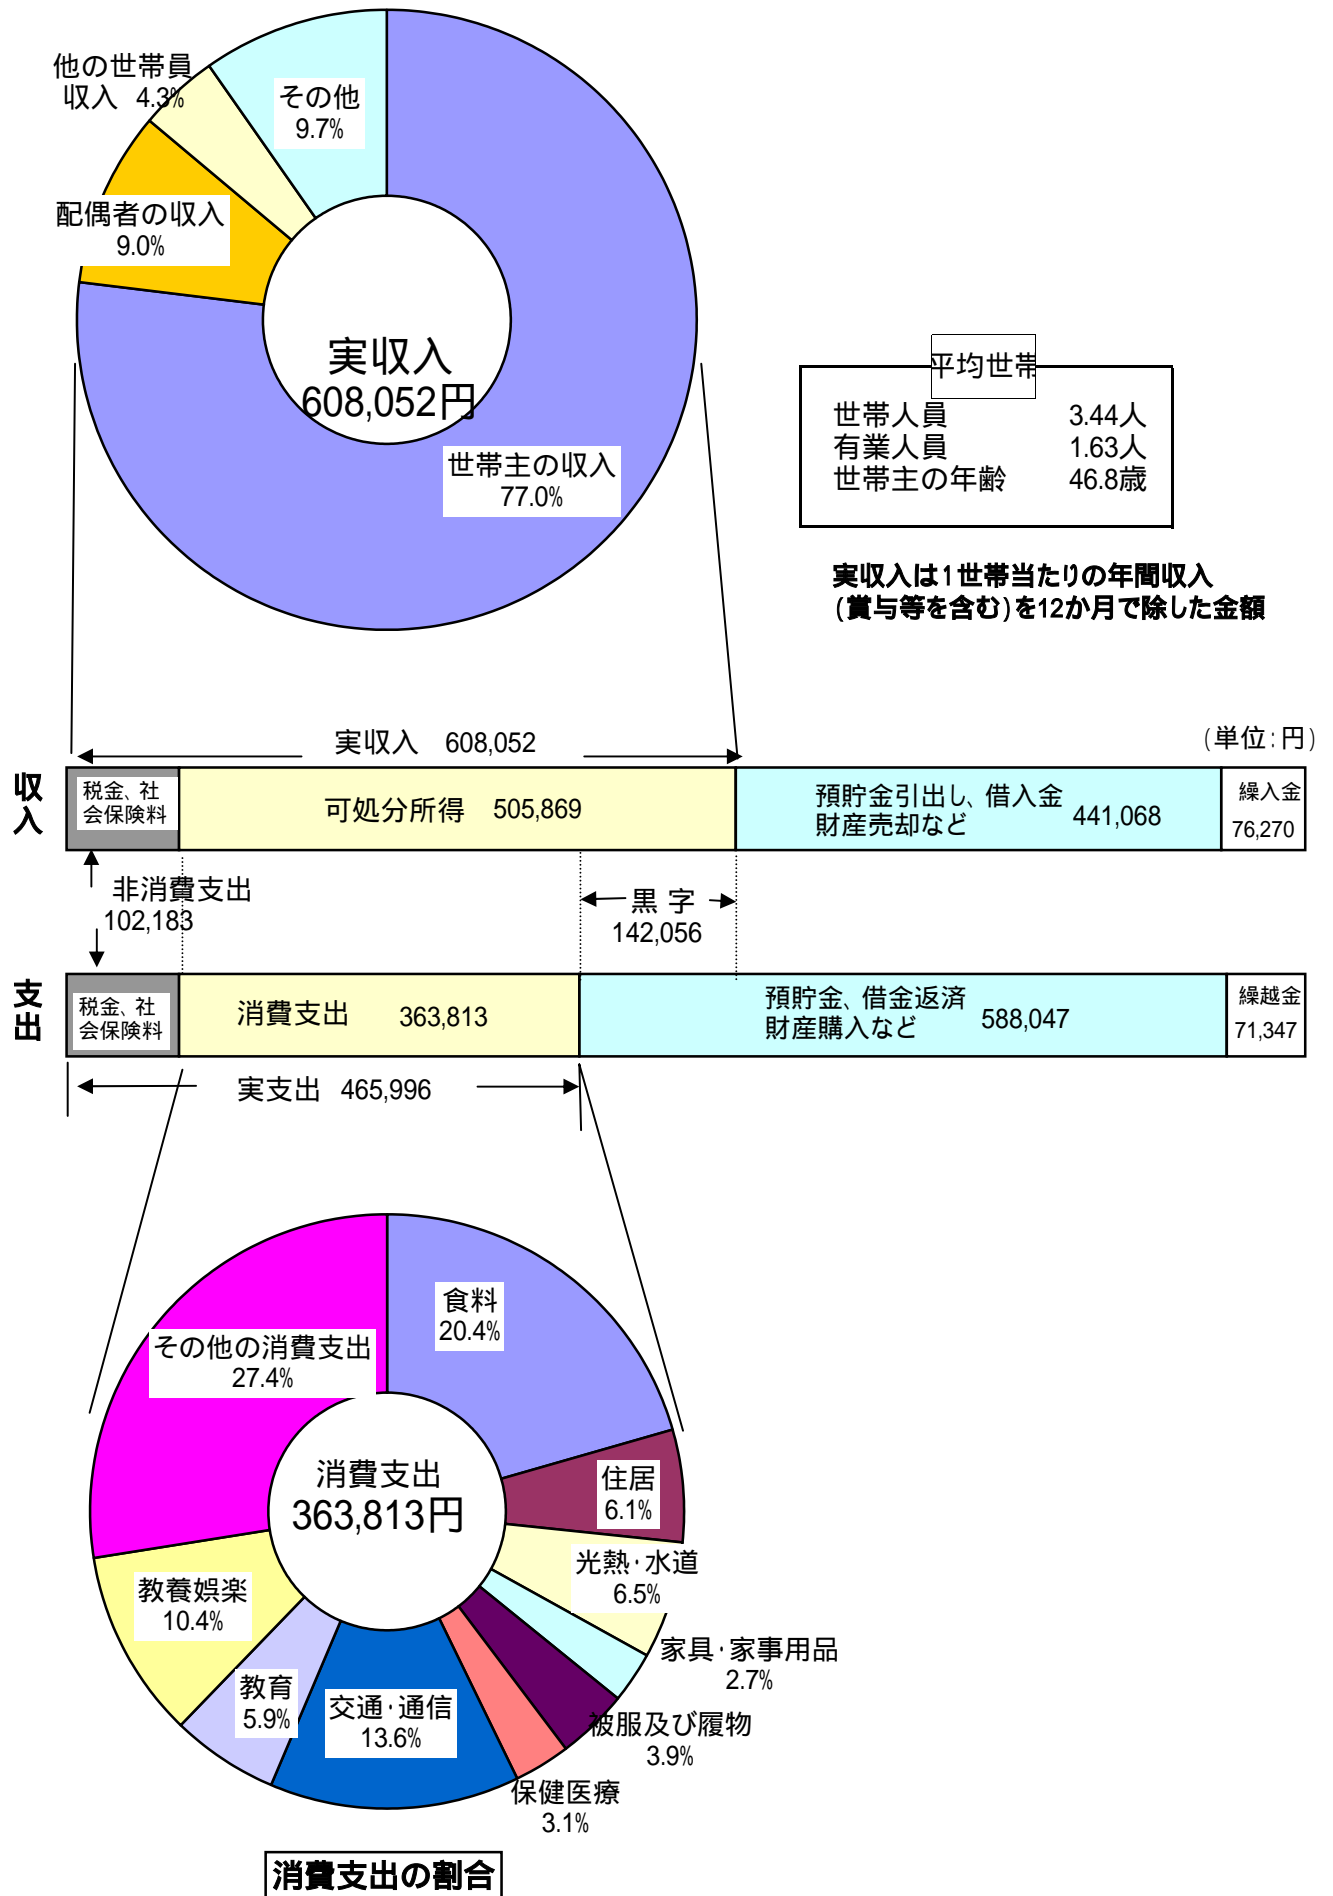 他の世帯員
収入 4.3%
その他
9.7%
配偶者の収入
9.0%
実収入
608,052円
世帯主の収入
77.0%
平均世帯
世帯人員 3.44人
有業人員 1.63人
世帯主の年齢 46.8歳
実収入は1世帯当たりの年間収入
(賞与等を含む)を12か月で除した金額
実収入 608,052
(単位:円)
収入
税金、社
会保険料
可処分所得 505,869
預貯金引出し、借入金
財産売却など 441,068
繰入金
76,270
非消費支出
102,183
黒字
142,056
支出
税金、社
会保険料
消費支出 363,813
預貯金、借金返済
財産購入など 588,047
繰越金
71,347
実支出 465,996
食料
20.4%
その他の消費支出
27.4%
消費支出
363,813円
住居
6.1%
光熱・水道
6.5%
教養娯楽
10.4%
家具・家事用品
2.7%
教育
5.9%
交通・通信
13.6%
被服及び履物
3.9%
保健医療
3.1%
消費支出の割合